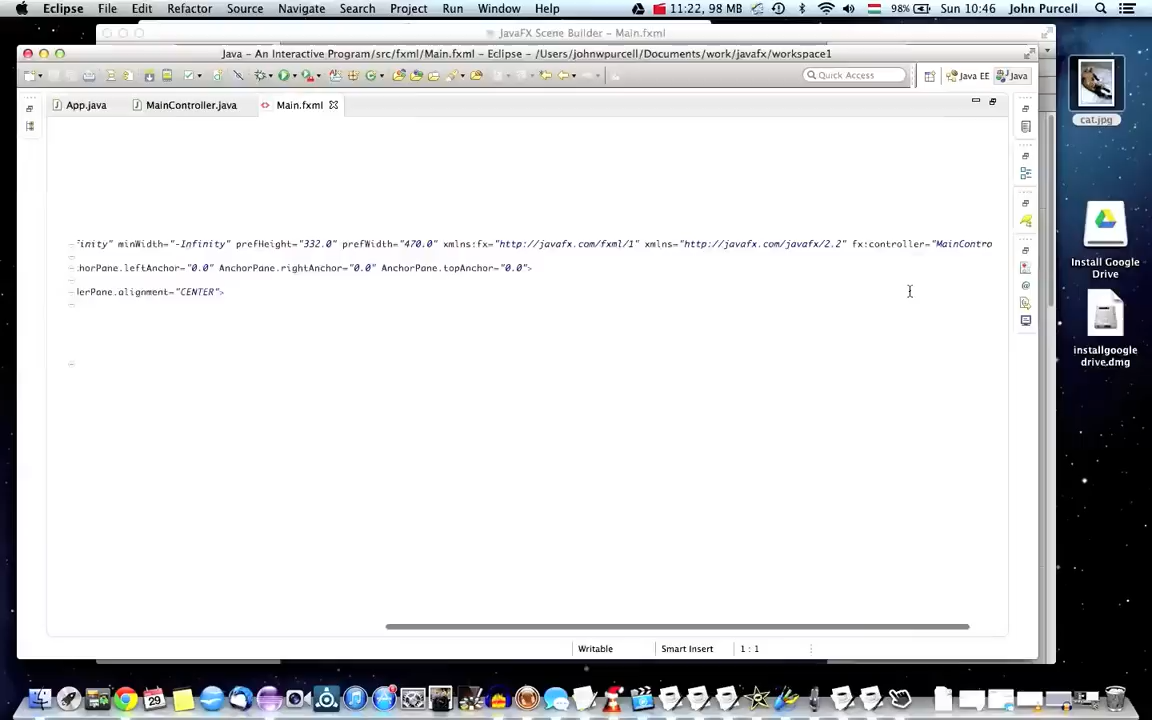 Eclipse File Edit Refactor Source Navigate Search Project Run Window Help 11:22, 98 MB 98% Sun 10:46 John Purcell
JavaFX Scene Builder - Main.fxml
Java - An Interactive Program/src/fxml/Main.fxml - Eclipse - /Users/johnwpurcell/Documents/work/javafx/workspace1
Quick Access Java EE Java
App.java MainController.java Main.fxml
cat.jpg
finity" minWidth="-Infinity" prefHeight="332.0" prefWidth="470.0" xmlns:fx="http://javafx.com/fxml/1" xmlns="http://javafx.com/javafx/2.2" fx:controller="MainContro
horPane.leftAnchor="0.0" AnchorPane.rightAnchor="0.0" AnchorPane.topAnchor="0.0">
Install Google
Drive
derPane.alignment="CENTER">
installgoogle
drive.dmg
Writable Smart Insert 1 : 1
29